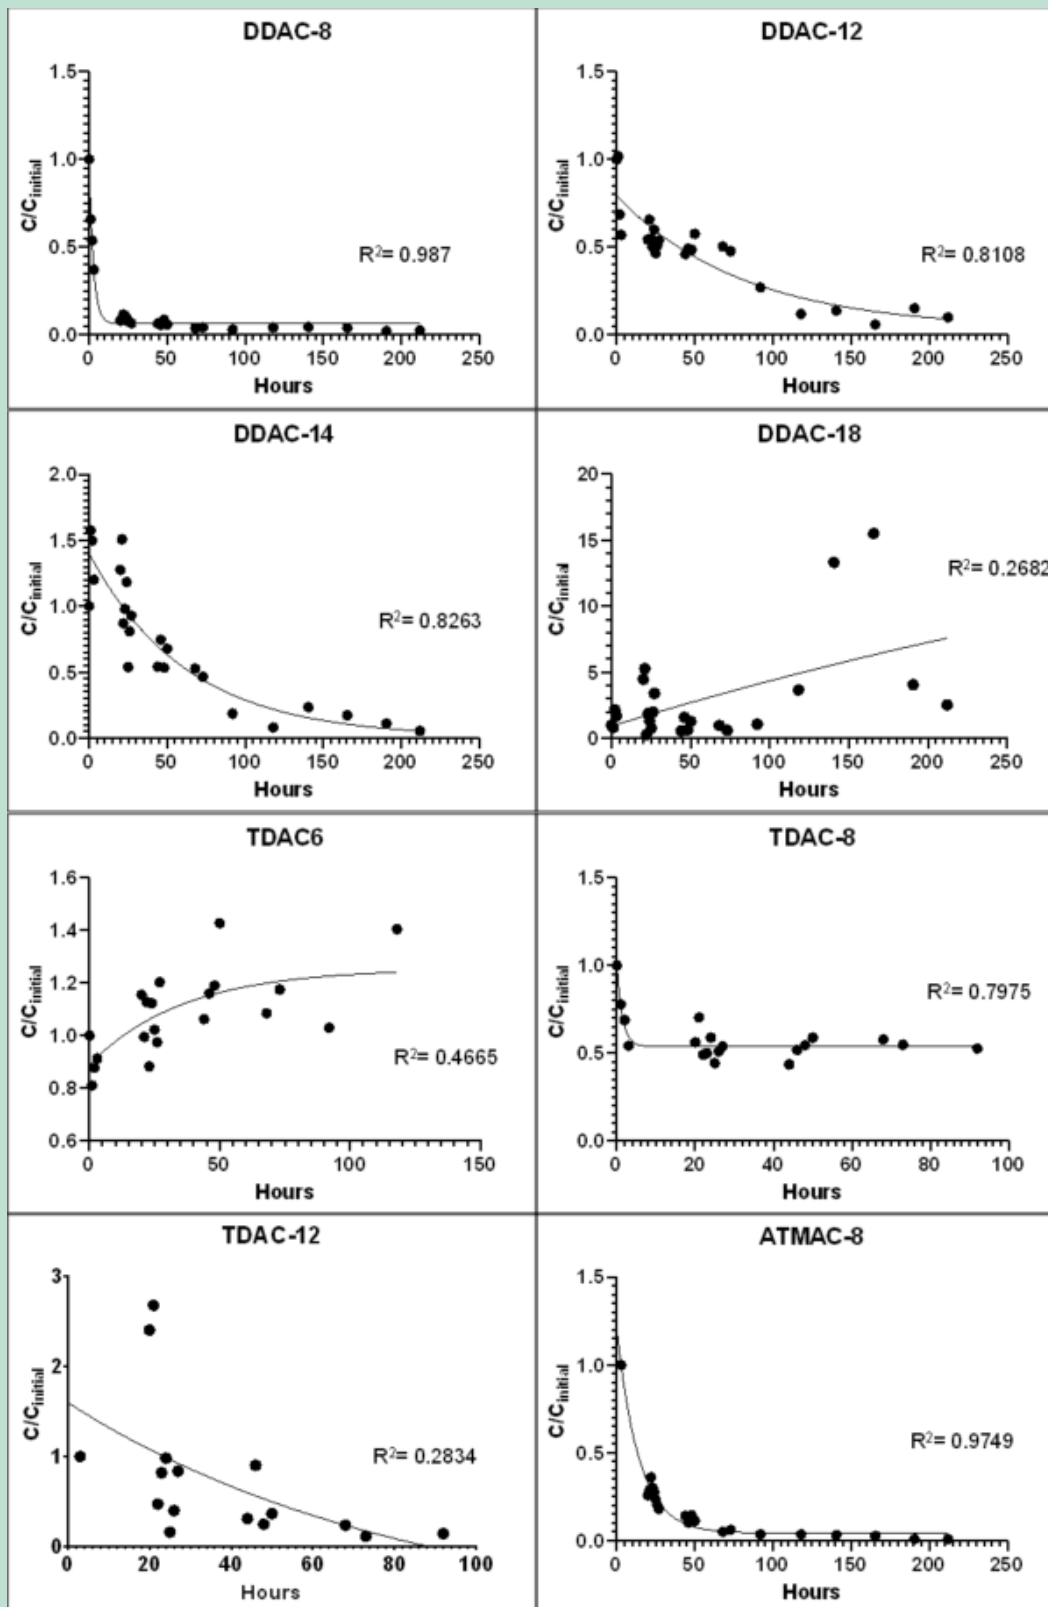 DDAC-8
1.5
1.0
0.5
0.0
C/Cinitial
R²= 0.987
0 50 100 150 200 250
Hours
DDAC-12
1.5
1.0
0.5
0.0
C/Cinitial
R²= 0.8108
0 50 100 150 200 250
Hours
DDAC-14
2.0
1.5
1.0
0.5
0.0
C/Cinitial
R²= 0.8263
0 50 100 150 200 250
Hours
DDAC-18
20
15
10
5
0
C/Cinitial
R²= 0.2682
0 50 100 150 200 250
Hours
TDAC6
1.6
1.4
1.2
1.0
0.8
0.6
C/Cinitial
R²= 0.4665
0 50 100 150
Hours
TDAC-8
1.5
1.0
0.5
0.0
C/Cinitial
R²= 0.7975
0 20 40 60 80 100
Hours
TDAC-12
3
2
1
0
C/Cinitial
R²= 0.2834
0 20 40 60 80 100
Hours
ATMAC-8
1.5
1.0
0.5
0.0
C/Cinitial
R²= 0.9749
0 50 100 150 200 250
Hours